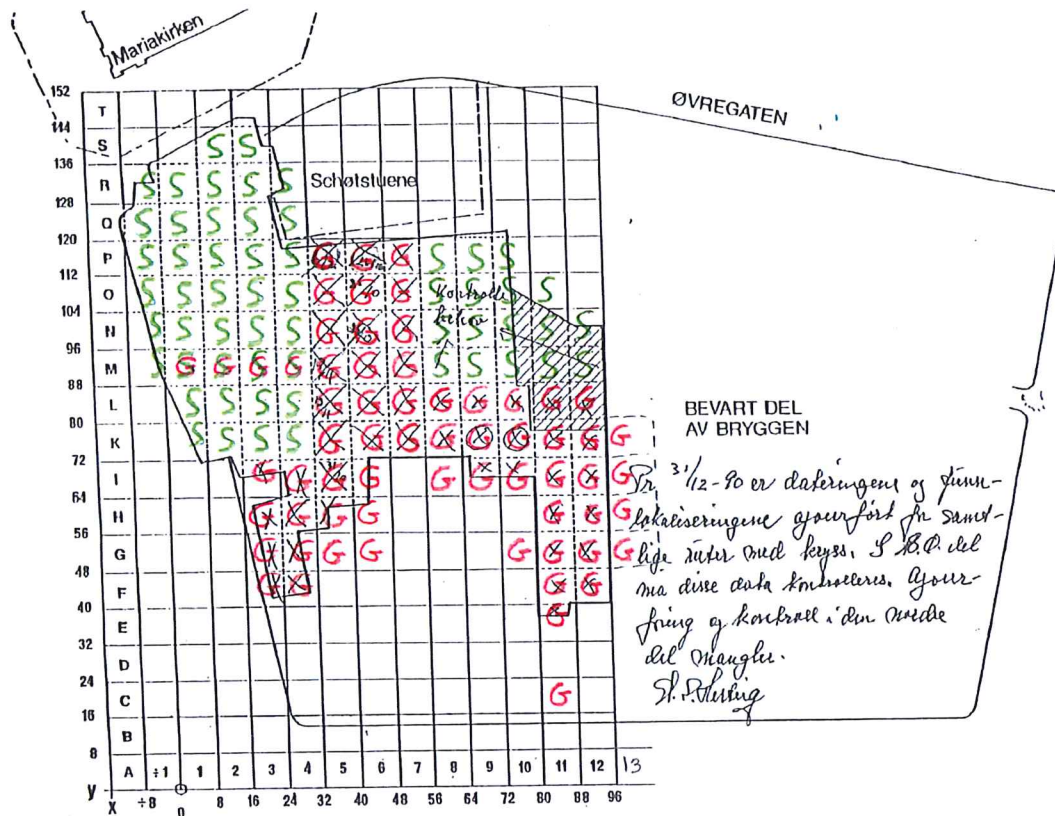 Mariakirken
ØVREGATEN
Schøtstuene
152
T
144
S S S
136
R S S S S S
128
Q S S S S S
120
P S S S S S G G G S S S
112
O S S S S S G G G S S S S
Kontrolleres
104
N S S S S S G G G S S S S S
96
M S G G G G G G G S S S S S
88
L S S S S G G G G G G G G
80
K S S S S G G G G G G G G G
72
I G G G G G G G G G G
64
H G G G G G G G
56
G G G G G G G G G
48
F G G G G
40
E G
32
D
24
C G
16
B
8
A ÷1 1 2 3 4 5 6 7 8 9 10 11 12 13
y
x ÷8 0 8 16 24 32 40 48 56 64 72 80 88 96
BEVART DEL
AV BRYGGEN
Pr 31/12-90 er dateringene og funn-
lokaliseringene ajourført for samt-
lige ruter med kryss. I B.Ø. del
må disse data kontrolleres. Ajour-
føring og kontroll i den nordre
del mangler.